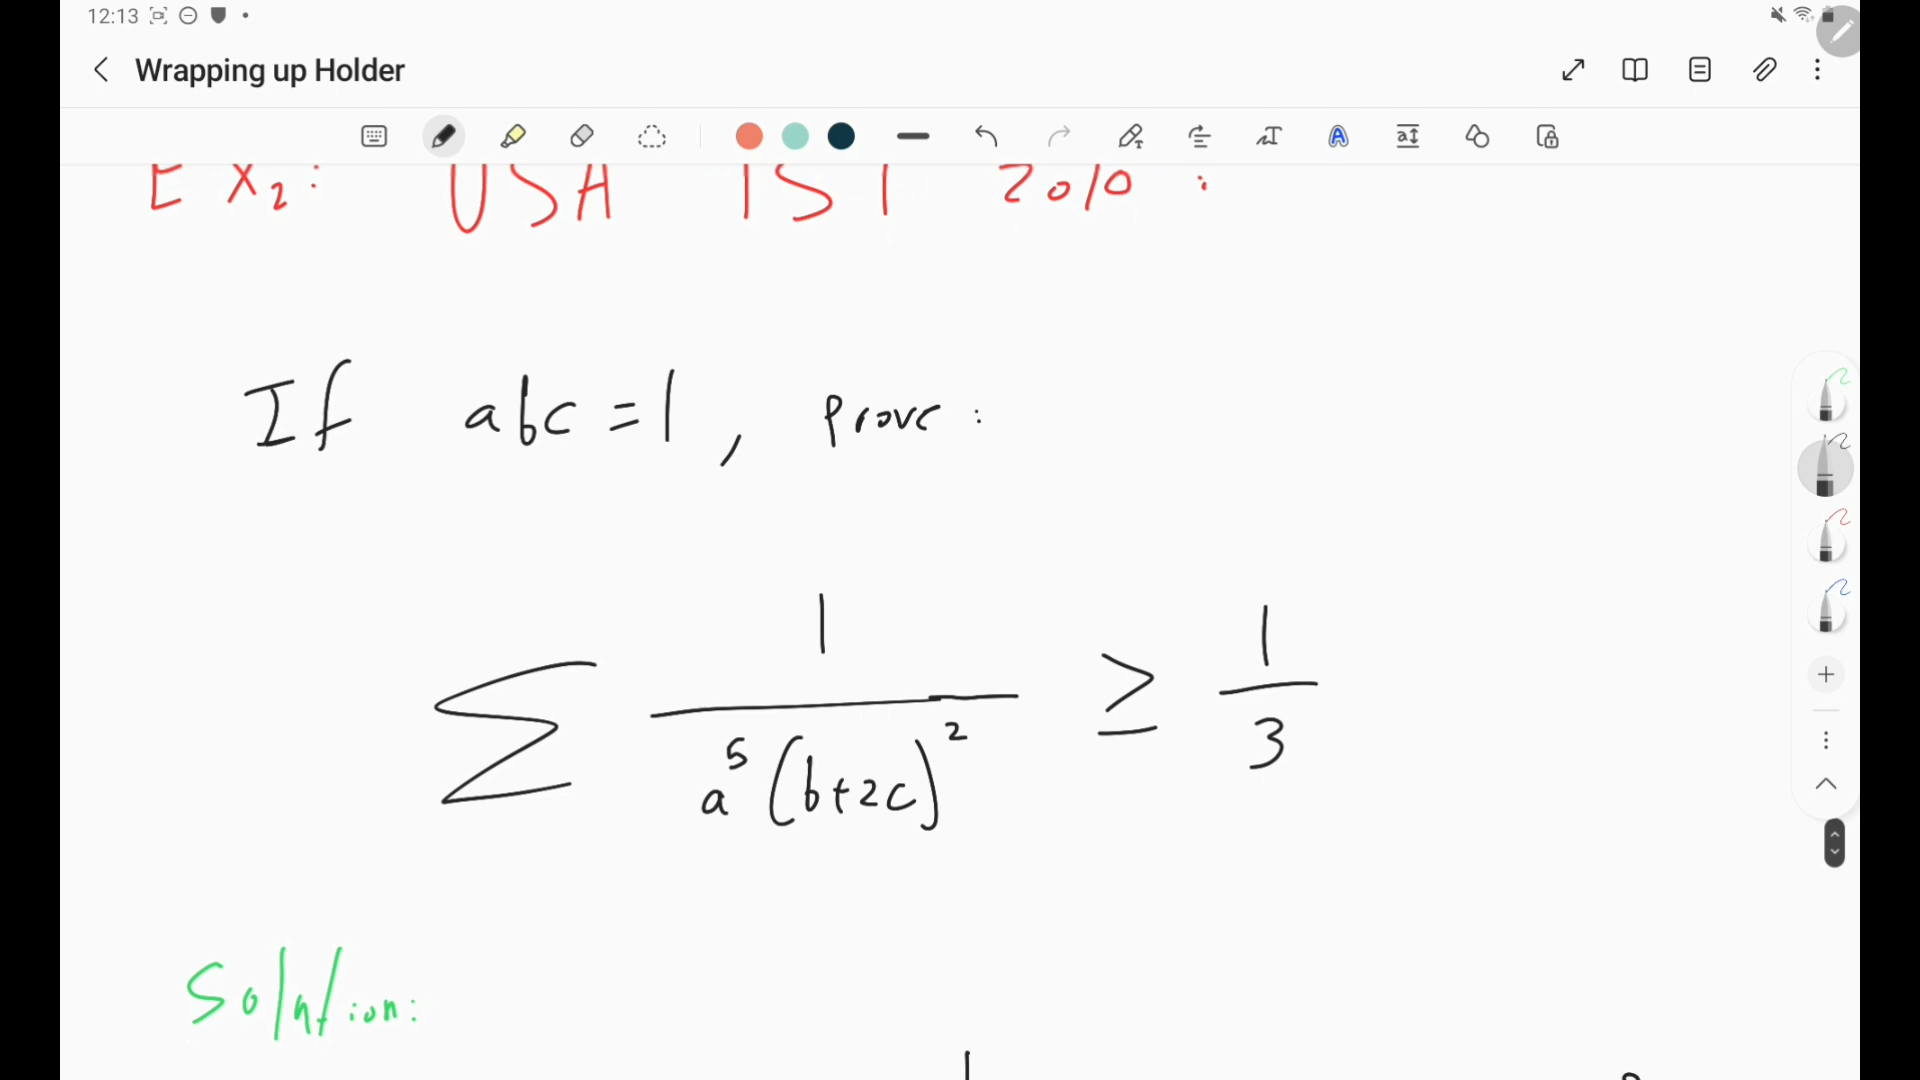 12:13
Wrapping up Holder
Ex₂: USA TST 2010 :
If abc = 1, prove :
∑ 1/(a⁵(b+2c)²) ≥ 1/3
Solution: